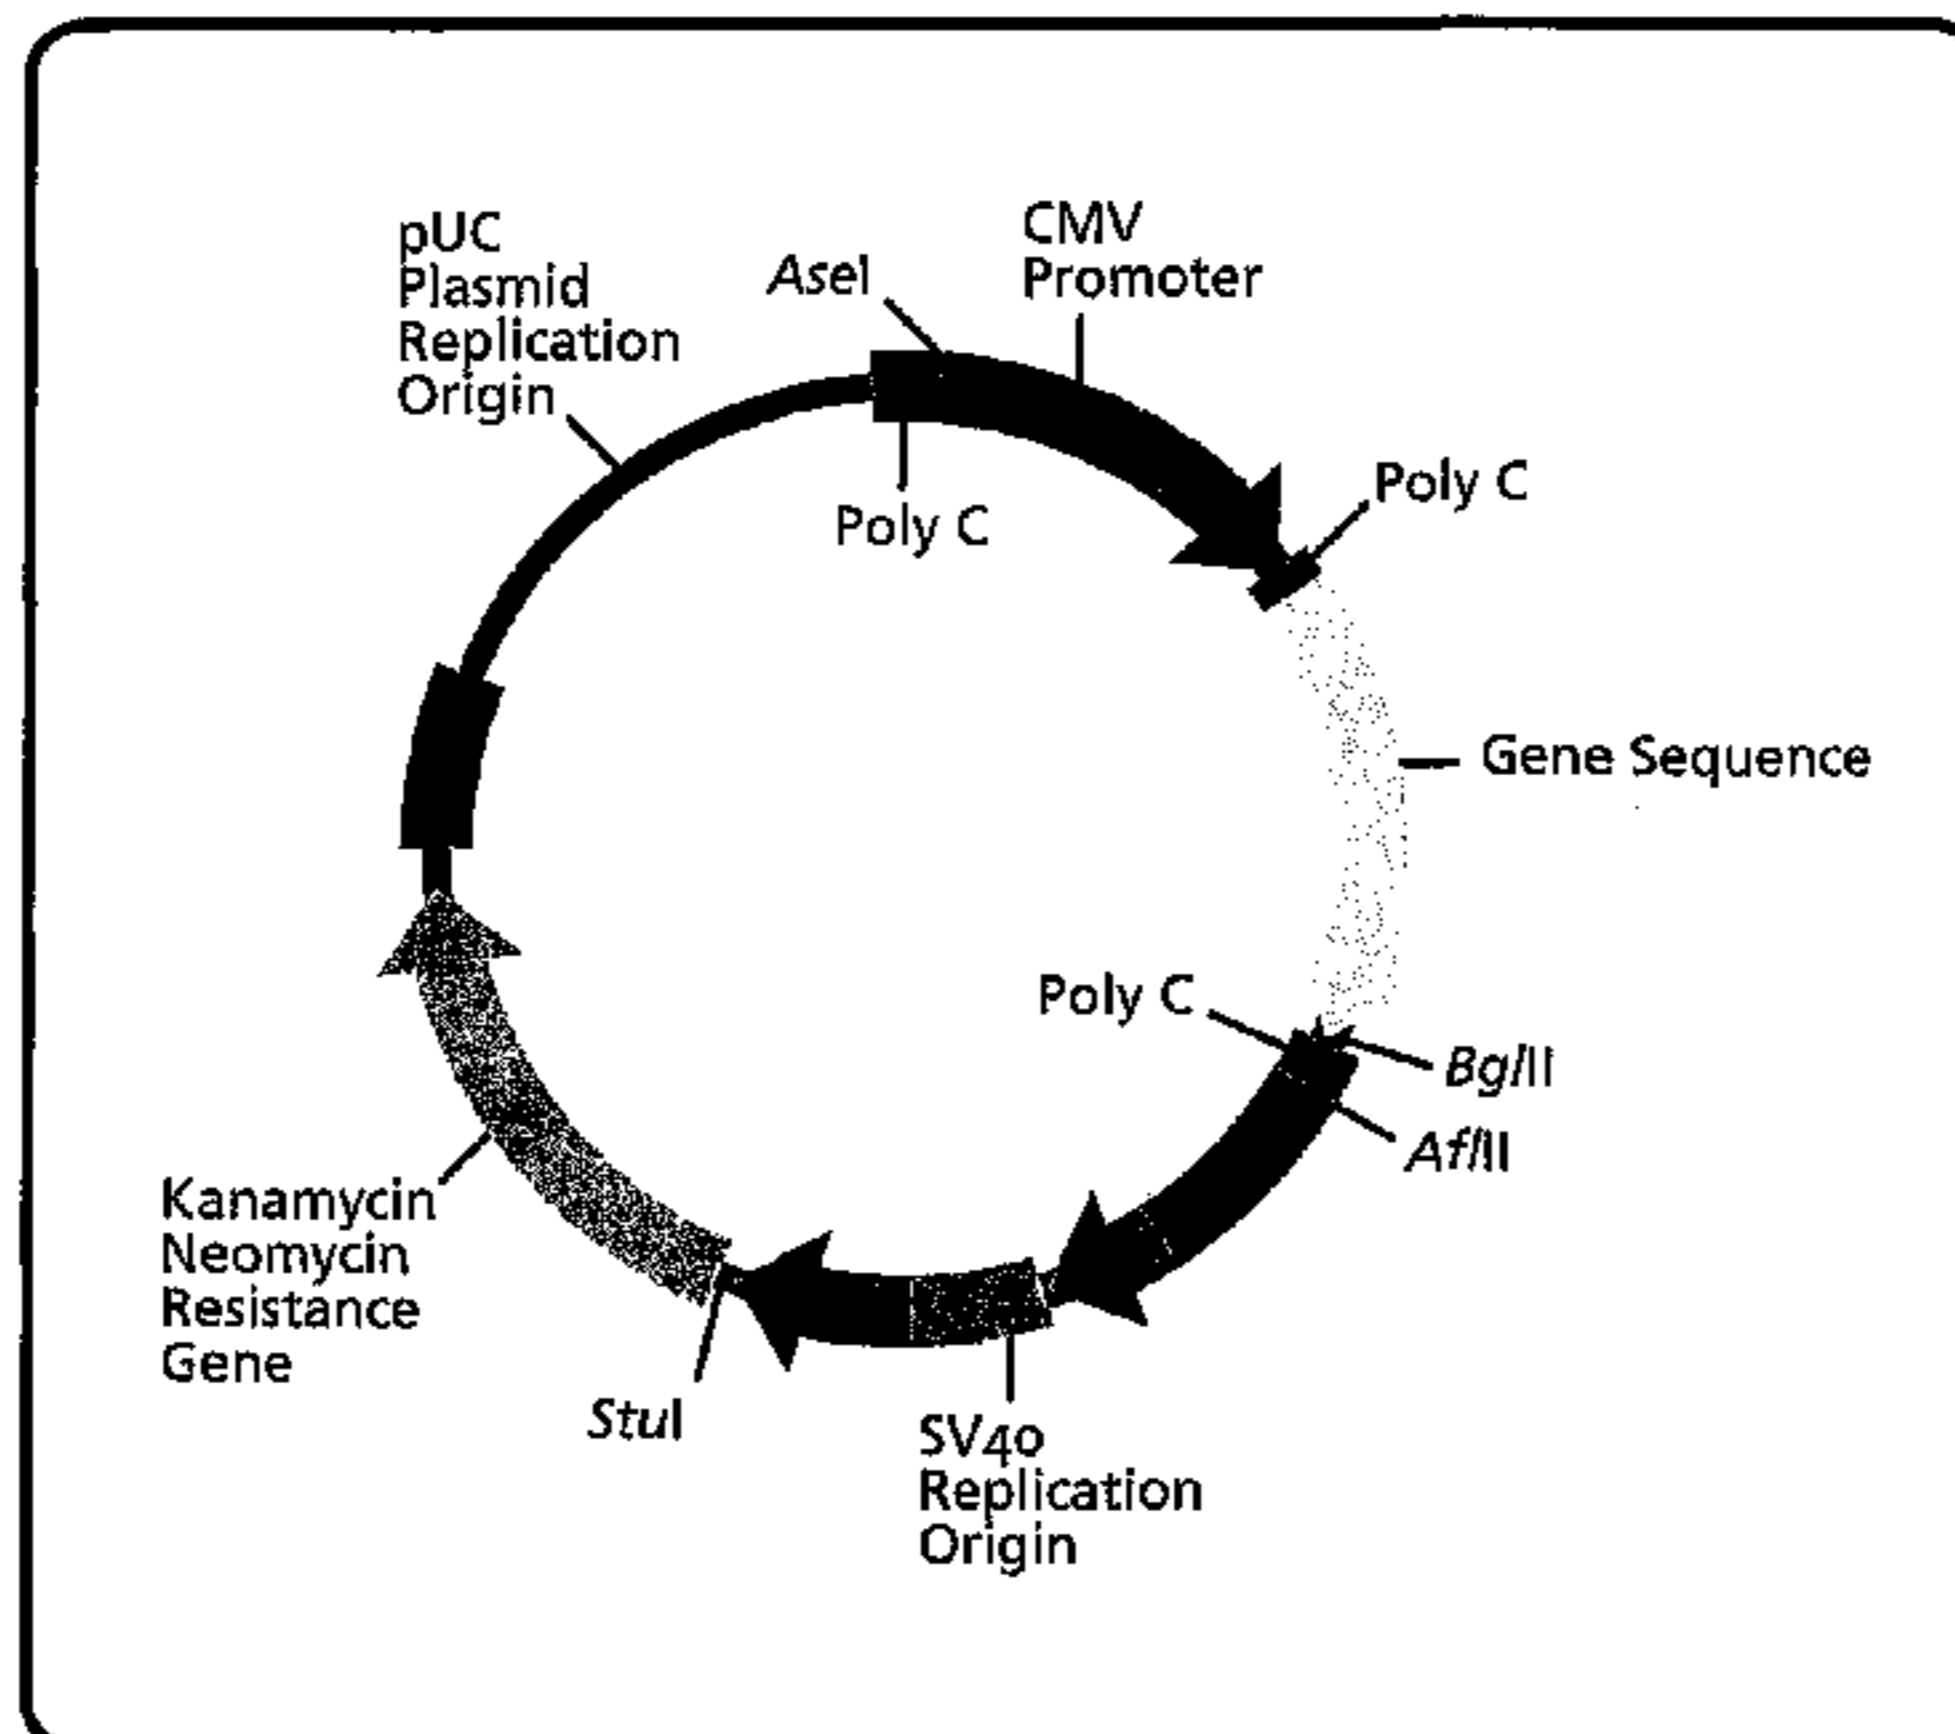 pUC
Plasmid
Replication
Origin
AseI
CMV
Promoter
Poly C
Poly C
Gene Sequence
Poly C
BglII
AflII
Kanamycin
Neomycin
Resistance
Gene
StuI
SV40
Replication
Origin